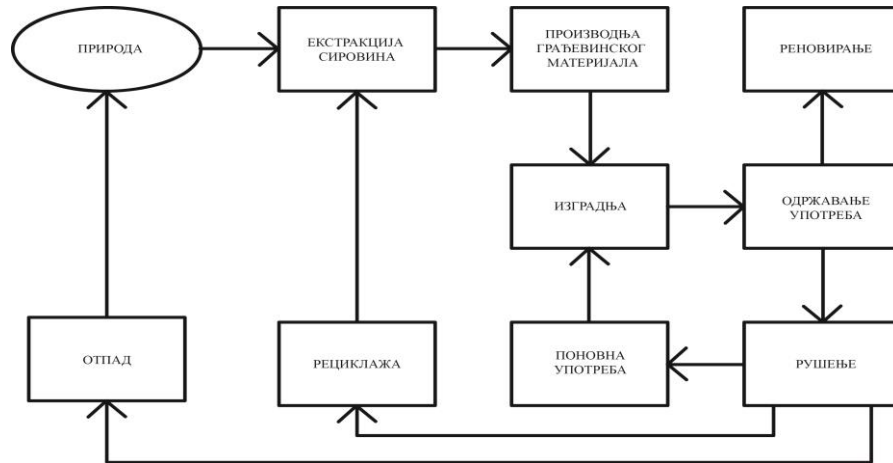 ПРИРОДА
ЕКСТРАКЦИЈА
СИРОВИНА
ПРОИЗВОДЊА
ГРАЂЕВИНСКОГ
МАТЕРИЈАЛА
РЕНОВИРАЊЕ
ИЗГРАДЊА
ОДРЖАВАЊЕ
УПОТРЕБА
ОТПАД
РЕЦИКЛАЖА
ПОНОВНА
УПОТРЕБА
РУШЕЊЕ